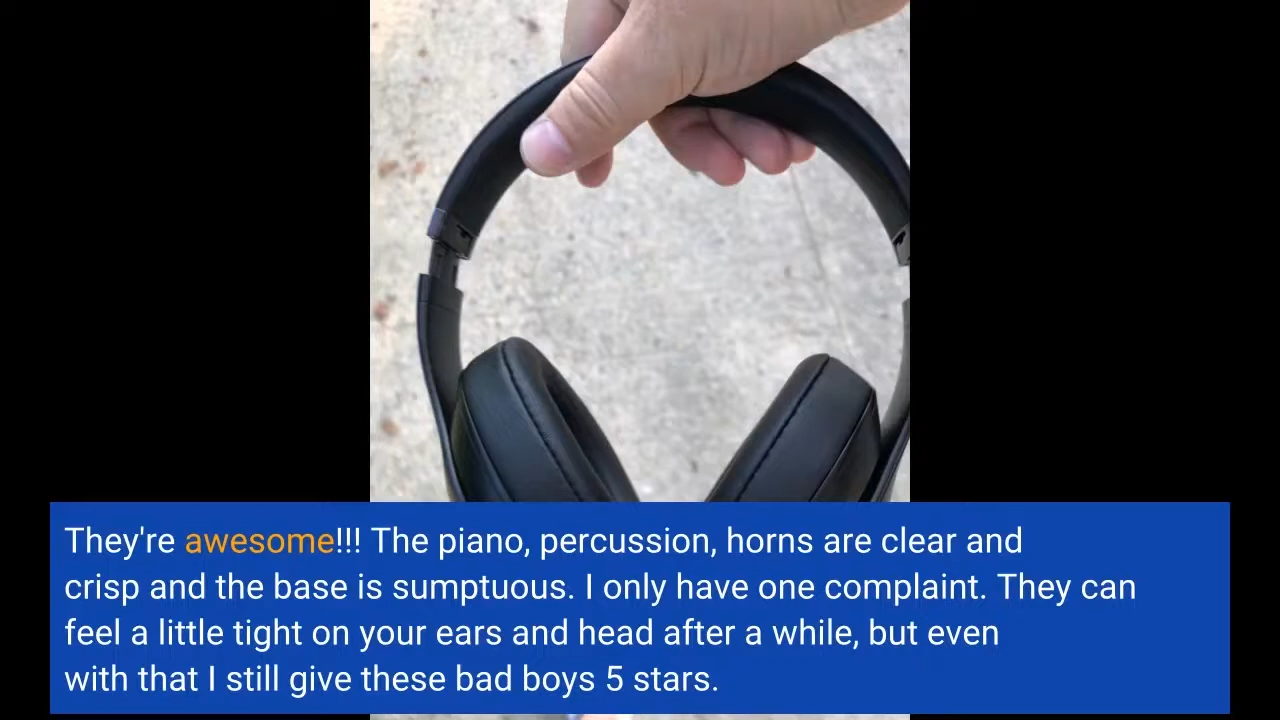 They're awesome!!! The piano, percussion, horns are clear and
crisp and the base is sumptuous. I only have one complaint. They can
feel a little tight on your ears and head after a while, but even
with that I still give these bad boys 5 stars.